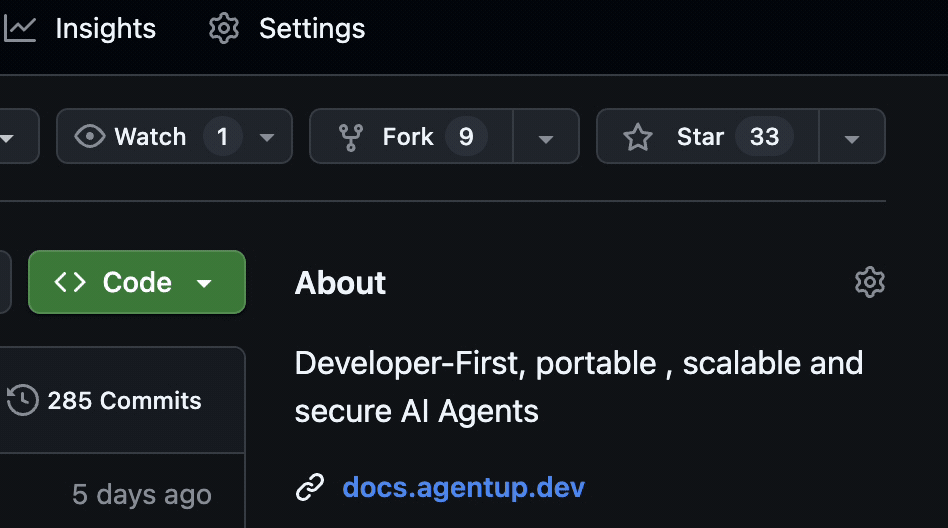 Insights Settings
Watch 1 Fork 9 Star 33
Code
About
Developer-First, portable , scalable and
secure AI Agents
285 Commits
5 days ago
docs.agentup.dev